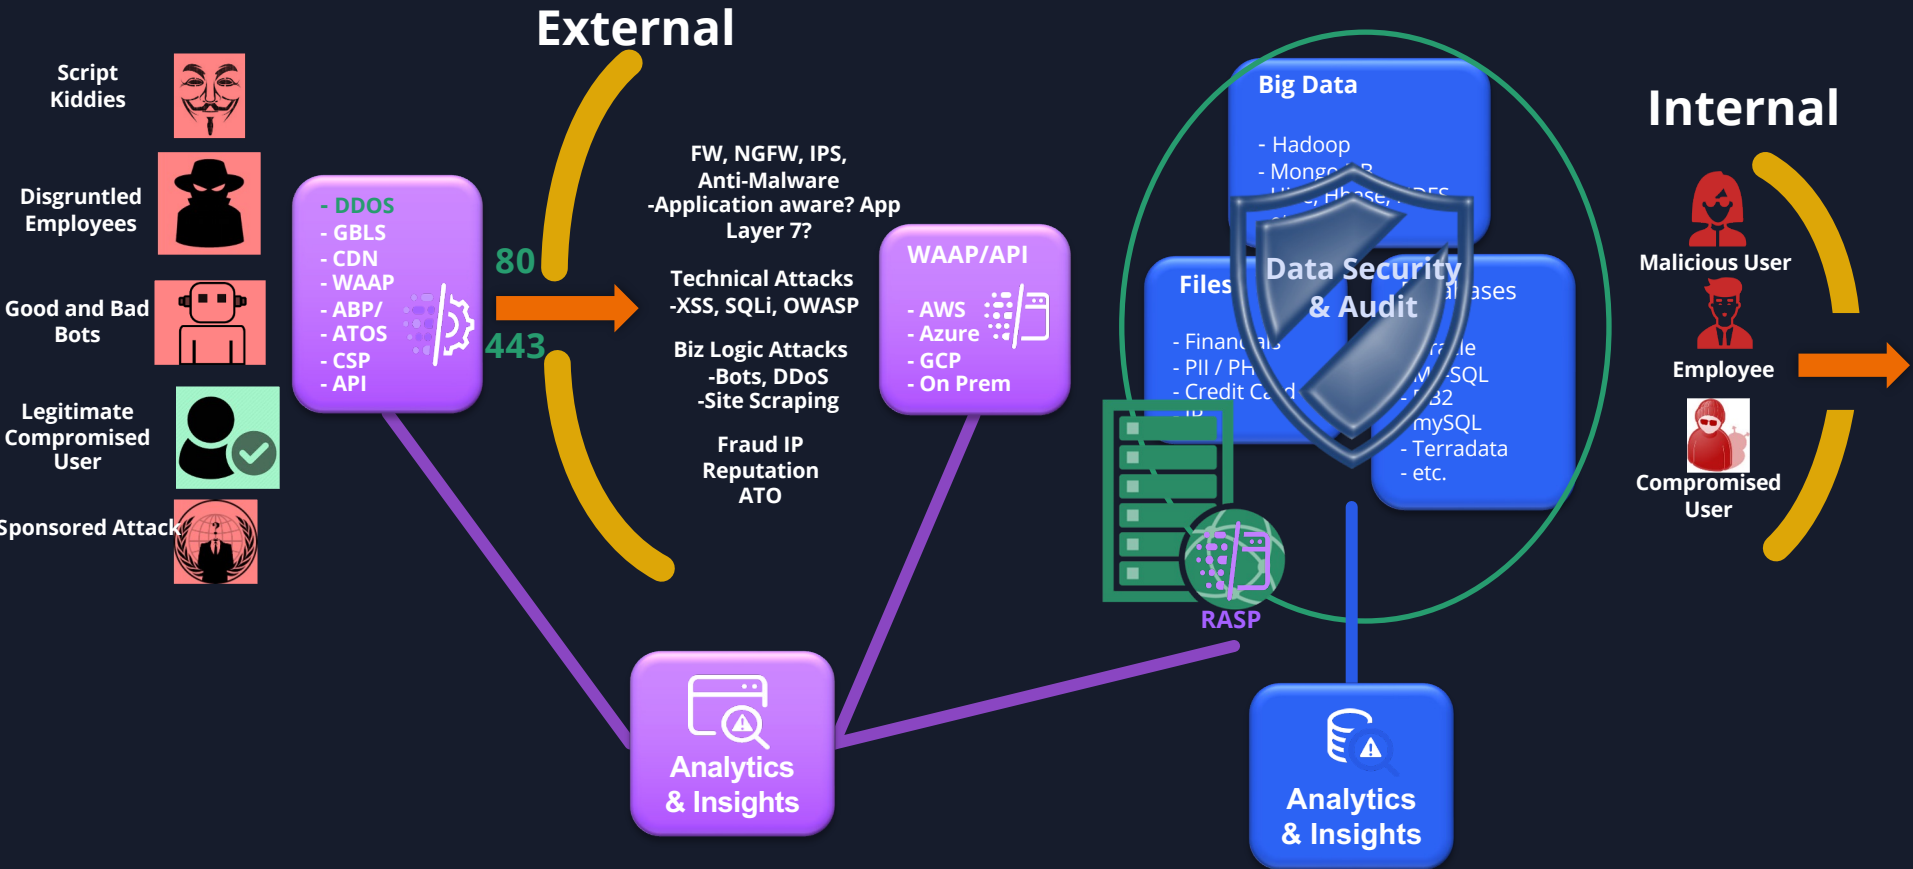 External
Script
Kiddies
Disgruntled
Employees
Good and Bad
Bots
Legitimate
Compromised
User
Sponsored Attack
- DDOS
- GBLS
- CDN
- WAAP
- ABP/
- ATOS
- CSP
- API
80
443
FW, NGFW, IPS,
Anti-Malware
-Application aware? App
Layer 7?
Technical Attacks
-XSS, SQLi, OWASP
Biz Logic Attacks
-Bots, DDoS
-Site Scraping
Fraud IP
Reputation
ATO
WAAP/API
- AWS
- Azure
- GCP
- On Prem
Big Data
- Hadoop
Files
- PII /
- Credit
Data Security
& Audit
mySQL
- Terradata
- etc.
RASP
Internal
Malicious User
Employee
Compromised
User
Analytics
& Insights
Analytics
& Insights